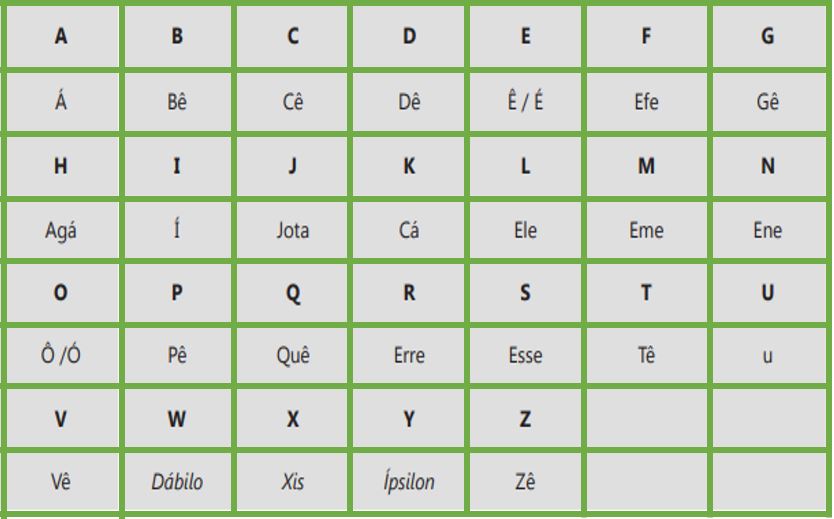 A B C D E F G
Á Bê Cê Dê Ê / É Efe Gê
H I J K L M N
Agá Í Jota Cá Ele Eme Ene
O P Q R S T U
Ô /Ó Pê Quê Erre Esse Tê u
V W X Y Z
Vê Dábilo Xis Ípsilon Zê